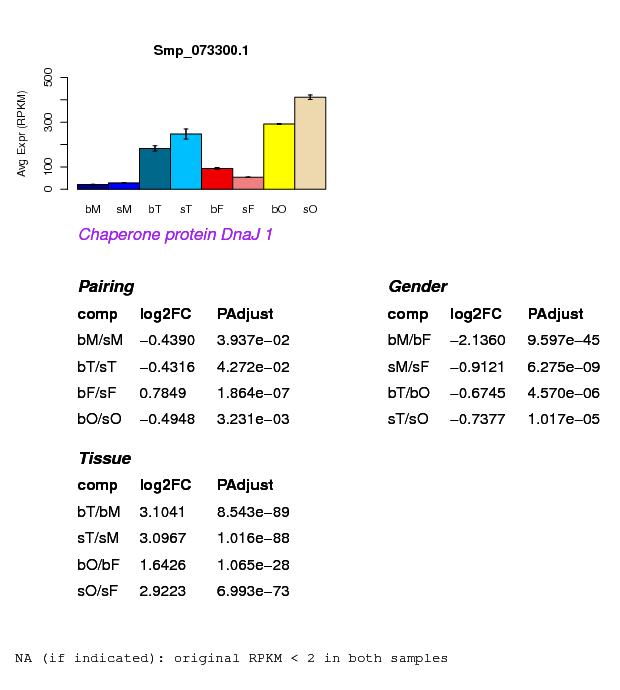 Smp_073300.1
Avg Expr (RPKM)
500
300
100
0
bM sM bT sT bF sF bO sO
Chaperone protein DnaJ 1
Pairing
comp log2FC PAdjust
bM/sM −0.4390 3.937e−02
bT/sT −0.4316 4.272e−02
bF/sF 0.7849 1.864e−07
bO/sO −0.4948 3.231e−03
Gender
comp log2FC PAdjust
bM/bF −2.1360 9.597e−45
sM/sF −0.9121 6.275e−09
bT/bO −0.6745 4.570e−06
sT/sO −0.7377 1.017e−05
Tissue
comp log2FC PAdjust
bT/bM 3.1041 8.543e−89
sT/sM 3.0967 1.016e−88
bO/bF 1.6426 1.065e−28
sO/sF 2.9223 6.993e−73
NA (if indicated): original RPKM < 2 in both samples